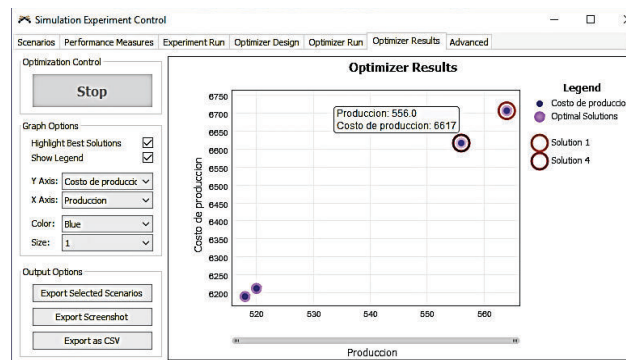 Simulation Experiment Control
Scenarios Performance Measures Experiment Run Optimizer Design Optimizer Run Optimizer Results Advanced
Optimization Control
Stop
Graph Options
Highlight Best Solutions
Show Legend
Y Axis: Costo de produccic
X Axis: Produccion
Color: Blue
Size: 1
Output Options
Export Selected Scenarios
Export Screenshot
Export as CSV
Optimizer Results
Costo de produccion
6750
6700
6650
6600
6550
6500
6450
6400
6350
6300
6250
6200
Produccion: 556.0
Costo de produccion: 6617
520 530 540 550 560
Produccion
Legend
Costo de produccio
Optimal Solutions
Solution 1
Solution 4